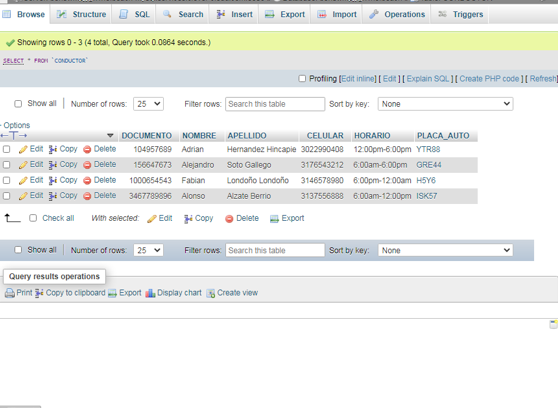 Browse Structure SQL Search Insert Export Import Operations Triggers
Showing rows 0 - 3 (4 total, Query took 0.0864 seconds.)
SELECT * FROM `CONDUCTOR`
Profiling [Edit inline] [ Edit ] [ Explain SQL ] [ Create PHP code ] [ Refresh]
Show all Number of rows: 25 Filter rows: Search this table Sort by key: None
Options
DOCUMENTO NOMBRE APELLIDO CELULAR HORARIO PLACA_AUTO
Edit Copy Delete 104957689 Adrian Hernandez Hincapie 3022990408 12:00pm-6:00pm YTR88
Edit Copy Delete 156647673 Alejandro Soto Gallego 3176543212 6:00am-6:00pm GRE44
Edit Copy Delete 1000654543 Fabian Londoño Londoño 3146578980 6:00pm-12:00am H5Y6
Edit Copy Delete 3467789896 Alonso Alzate Berrio 3137556888 6:00am-12:00pm ISK57
Check all With selected: Edit Copy Delete Export
Show all Number of rows: 25 Filter rows: Search this table Sort by key: None
Query results operations
Print Copy to clipboard Export Display chart Create view